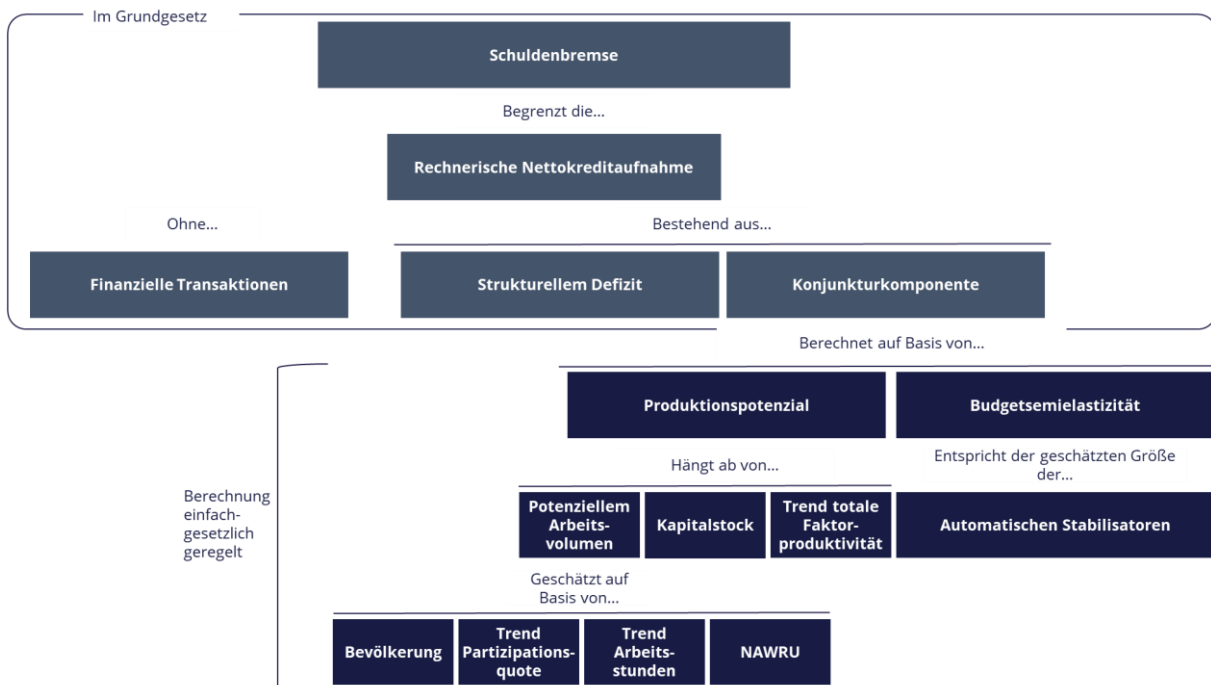 Im Grundgesetz
Schuldenbremse
Begrenzt die...
Rechnerische Nettokreditaufnahme
Ohne...
Bestehend aus...
Finanzielle Transaktionen
Strukturellem Defizit
Konjunkturkomponente
Berechnet auf Basis von...
Produktionspotenzial
Budgetsemielastizität
Hängt ab von...
Entspricht der geschätzten Größe
der...
Berechnung
einfach-
gesetzlich
geregelt
Potenziellem
Arbeits-
volumen
Kapitalstock
Trend totale
Faktor-
produktivität
Automatischen Stabilisatoren
Geschätzt auf
Basis von...
Bevölkerung
Trend
Partizipations-
quote
Trend
Arbeits-
stunden
NAWRU